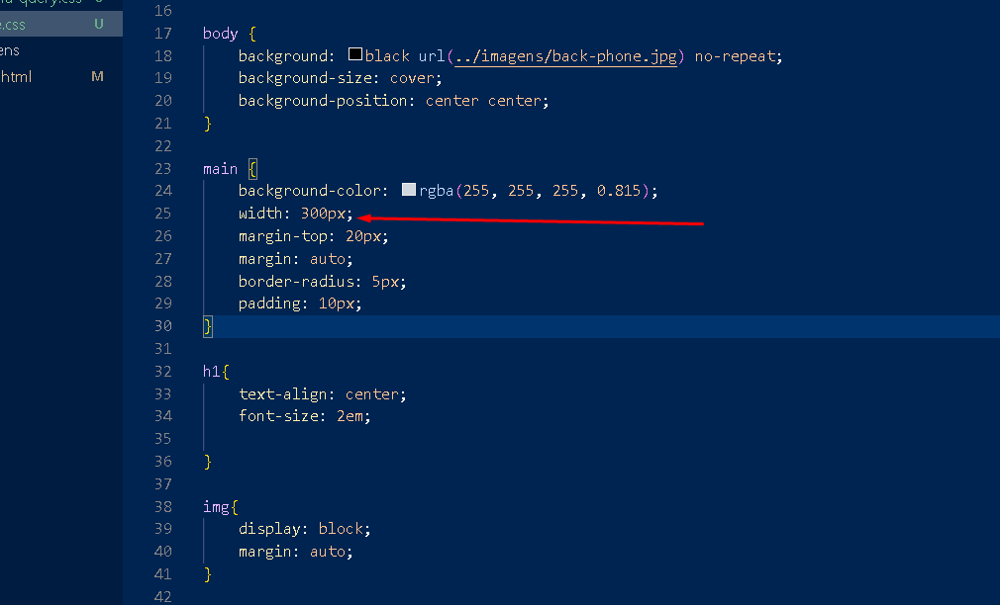 a-query.css
.css U
ens
html M
16
17 body {
18 background: black url(../imagens/back-phone.jpg) no-repeat;
19 background-size: cover;
20 background-position: center center;
21 }
22
23 main {
24 background-color: rgba(255, 255, 255, 0.815);
25 width: 300px;
26 margin-top: 20px;
27 margin: auto;
28 border-radius: 5px;
29 padding: 10px;
30 }
31
32 h1{
33 text-align: center;
34 font-size: 2em;
35
36 }
37
38 img{
39 display: block;
40 margin: auto;
41 }
42